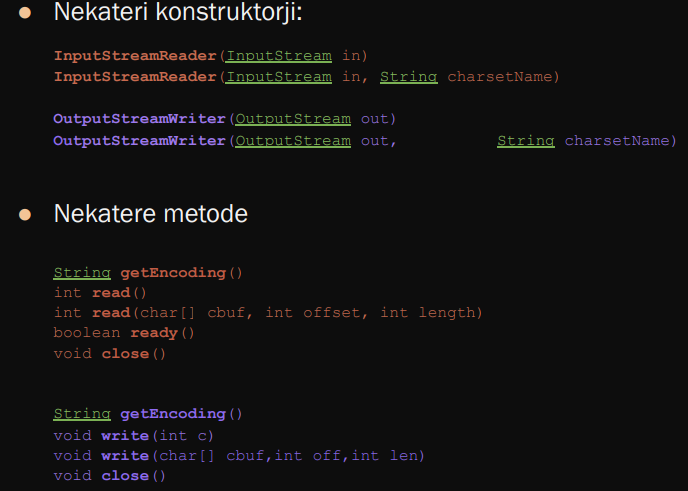 Nekateri konstruktorji:
InputStreamReader(InputStream in)
InputStreamReader(InputStream in, String charsetName)
OutputStreamWriter(OutputStream out)
OutputStreamWriter(OutputStream out, String charsetName)
Nekatere metode
String getEncoding()
int read()
int read(char[] cbuf, int offset, int length)
boolean ready()
void close()
String getEncoding()
void write(int c)
void write(char[] cbuf,int off,int len)
void close()